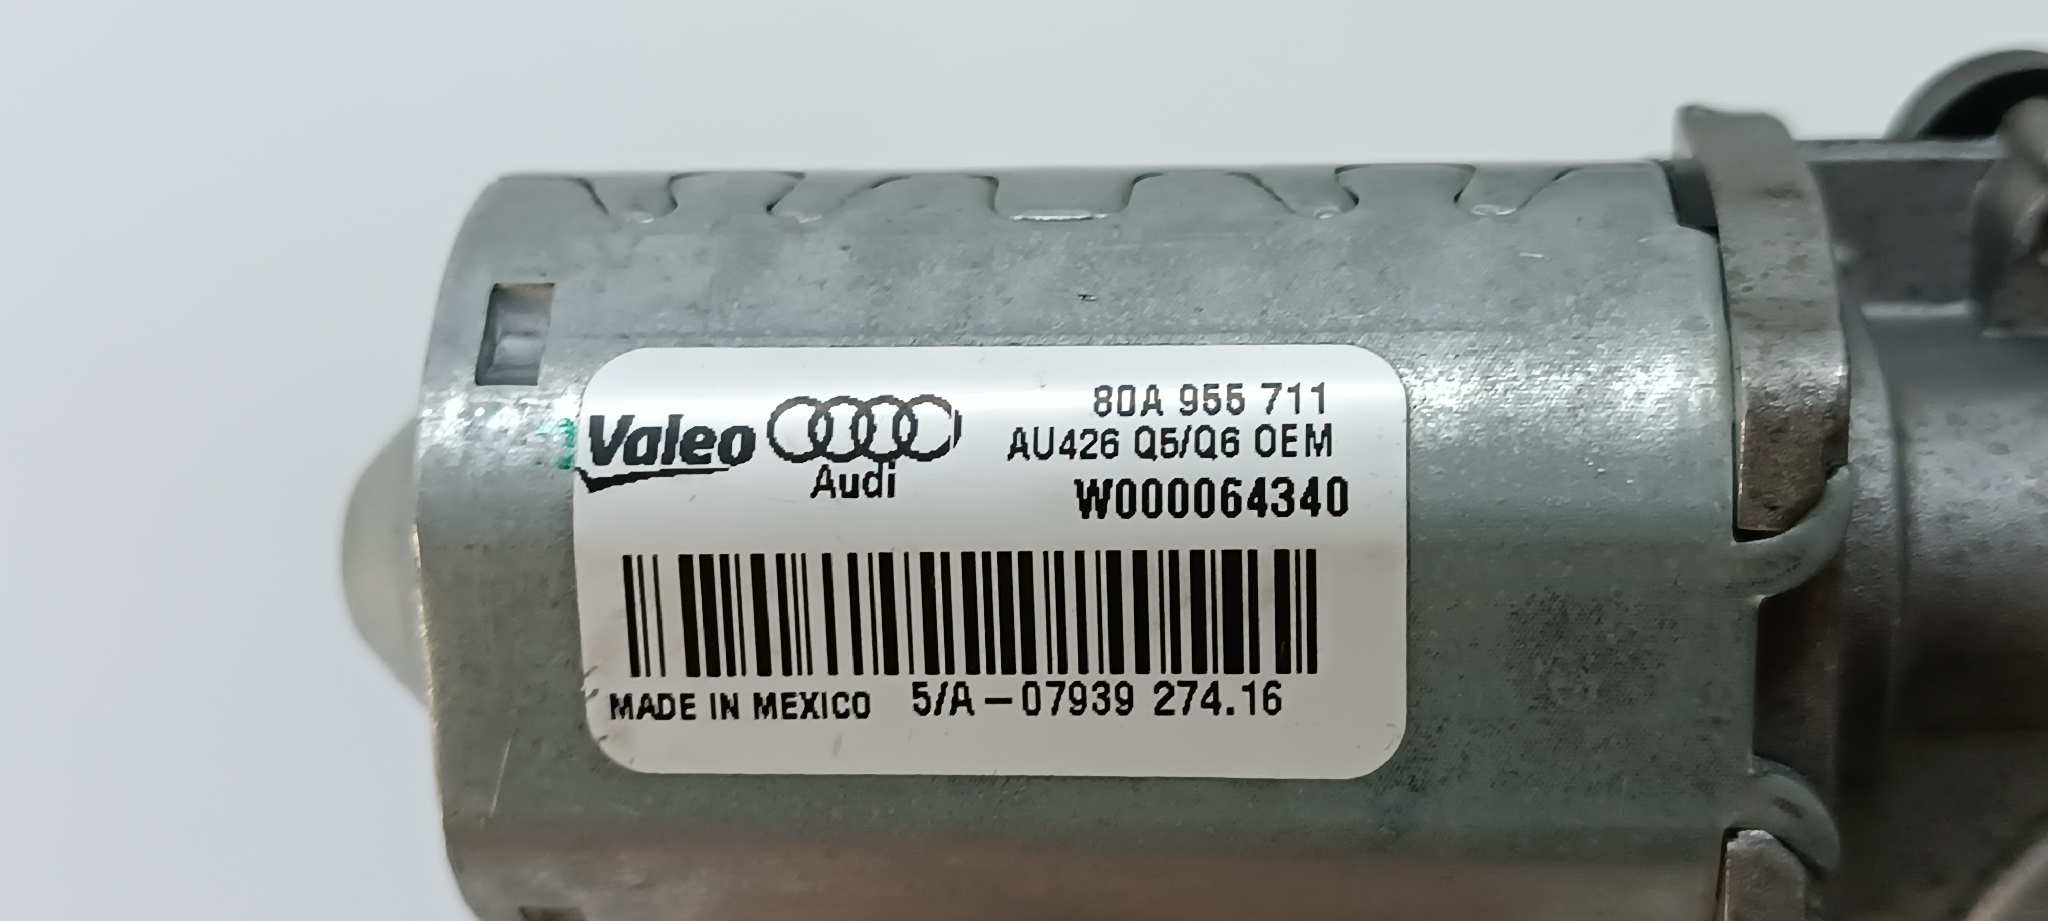 Valeo
Audi
80A 955 711
AU426 Q5/Q6 OEM
W000064340
MADE IN MEXICO 5/A-07939 274.16